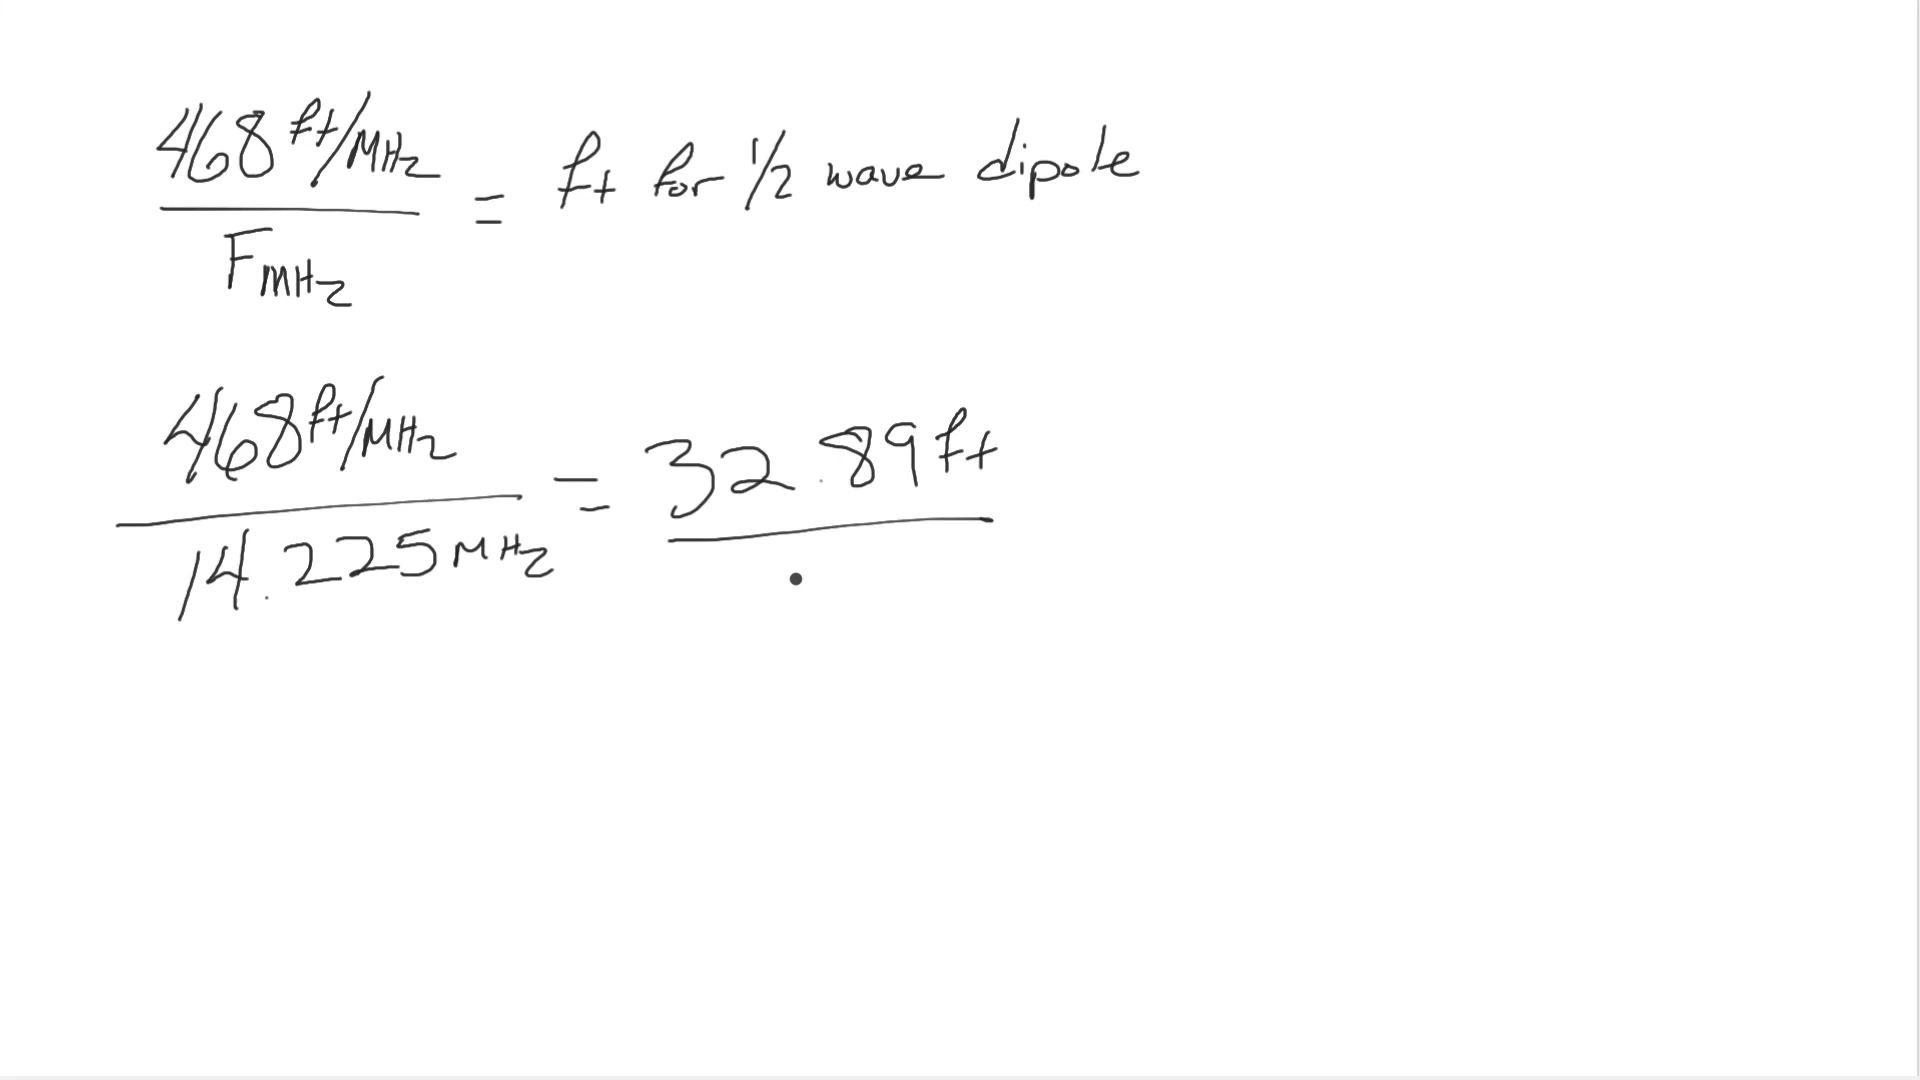 468 ft/MHz
= ft for 1/2 wave dipole
FMHz
468 ft/MHz
= 32.89 ft
14.225 MHz